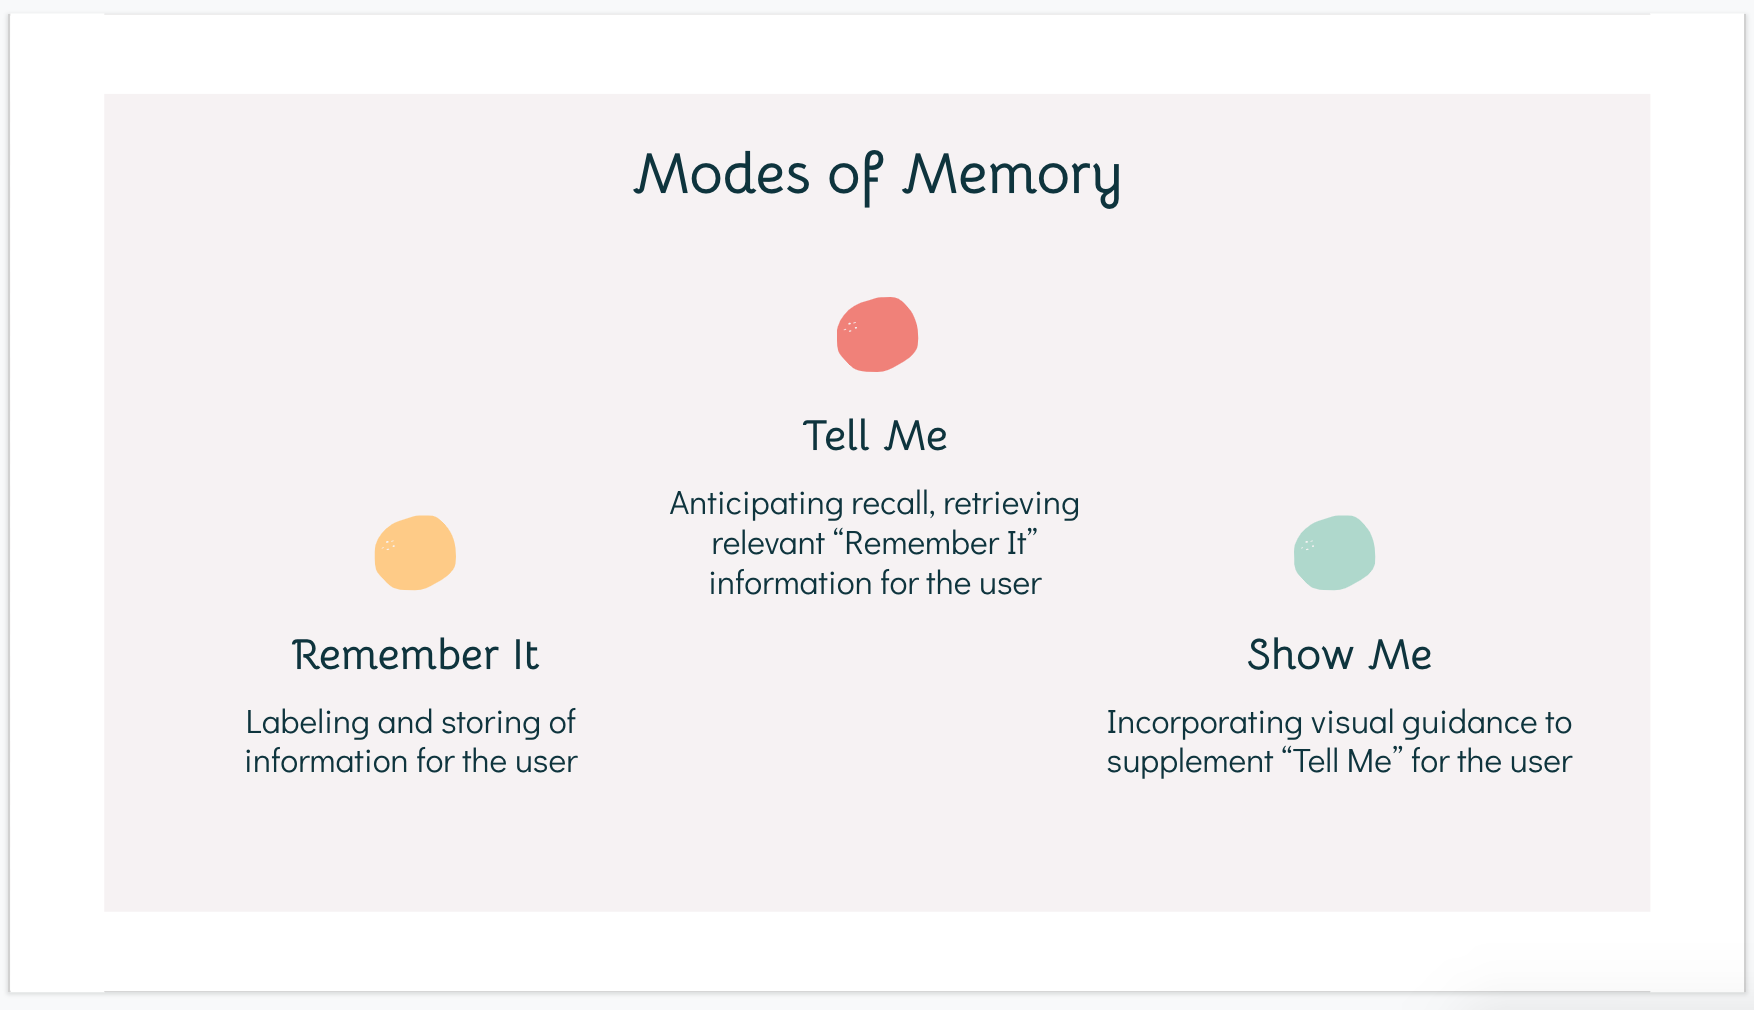 Modes of Memory
Tell Me
Anticipating recall, retrieving
relevant “Remember It”
information for the user
Remember It
Labeling and storing of
information for the user
Show Me
Incorporating visual guidance to
supplement “Tell Me” for the user